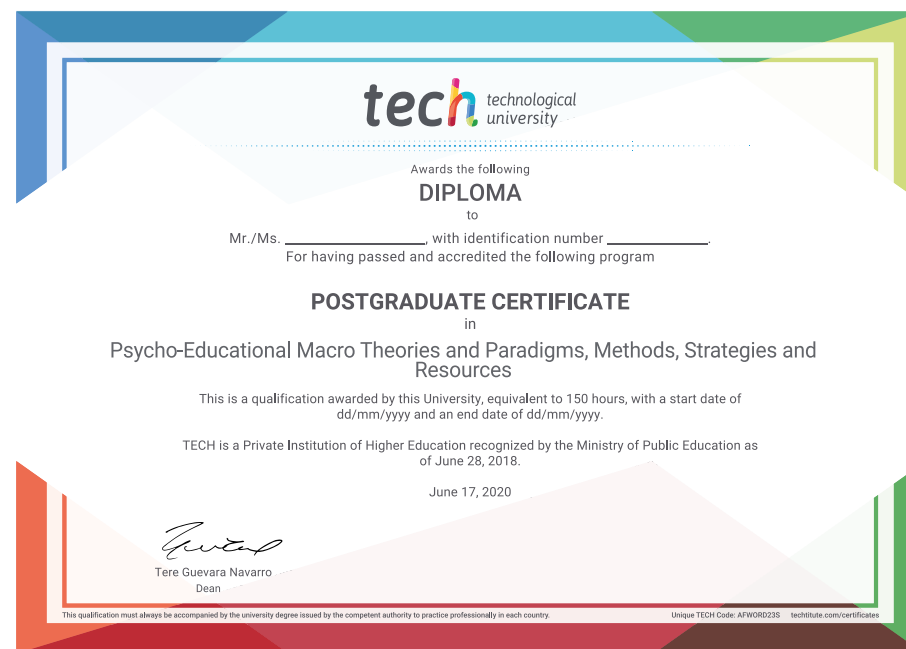 tech technological
university
Awards the following
DIPLOMA
to
Mr./Ms. ________________, with identification number ____________.
For having passed and accredited the following program
POSTGRADUATE CERTIFICATE
in
Psycho-Educational Macro Theories and Paradigms, Methods, Strategies and
Resources
This is a qualification awarded by this University, equivalent to 150 hours, with a start date of
dd/mm/yyyy and an end date of dd/mm/yyyy.
TECH is a Private Institution of Higher Education recognized by the Ministry of Public Education as
of June 28, 2018.
June 17, 2020
Tere Guevara Navarro
Dean
This qualification must always be accompanied by the university degree issued by the competent authority to practice professionally in each country. Unique TECH Code: AFWORD23S techtitute.com/certificates